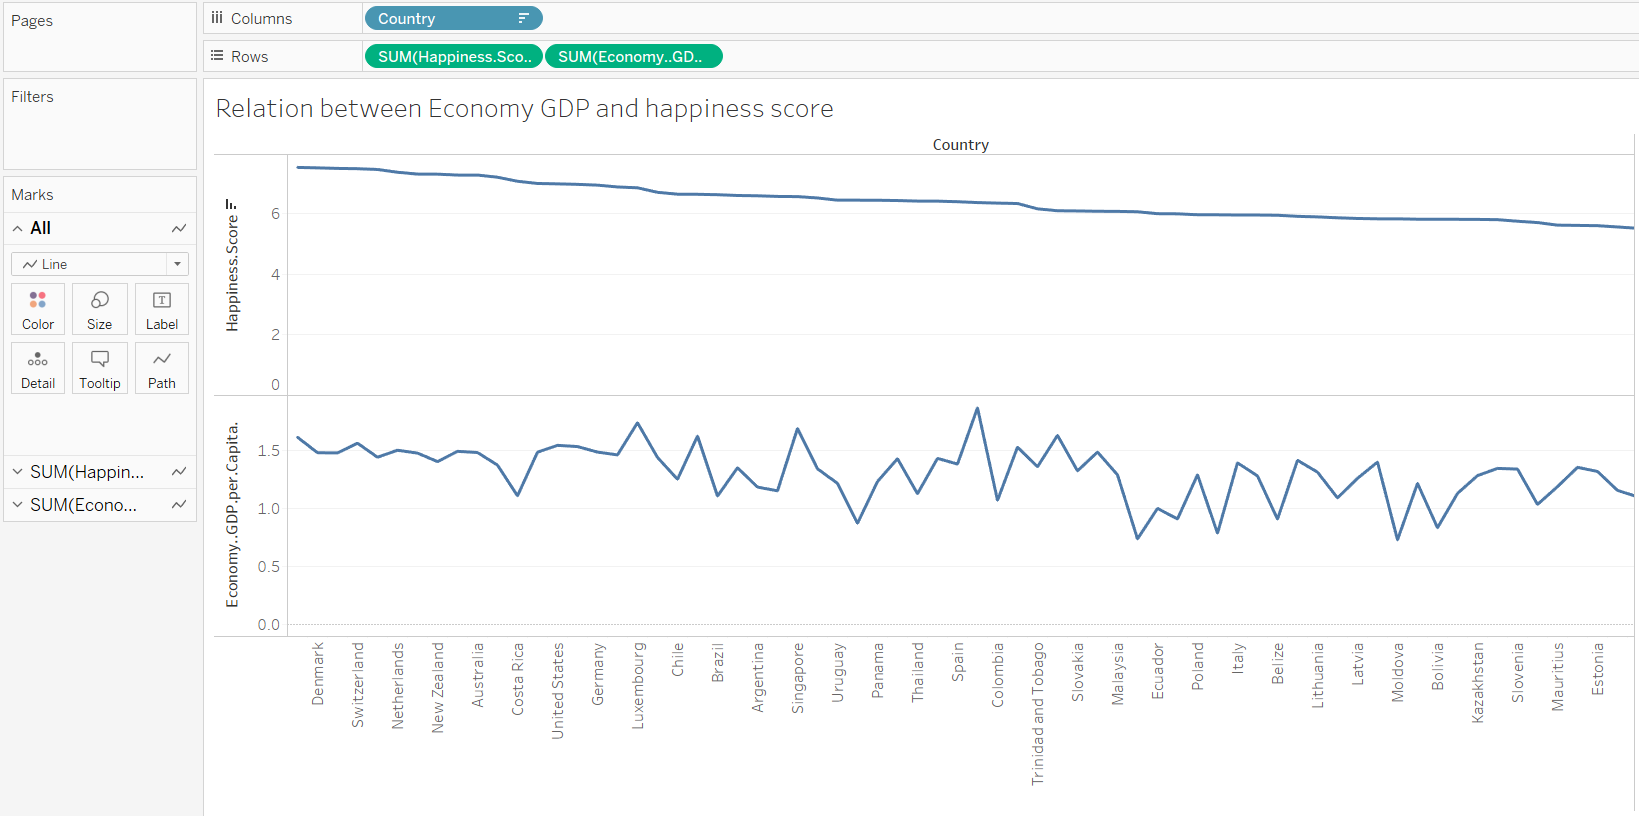 Pages
Columns
Country
Rows
SUM(Happiness.Sco..
SUM(Economy..GD..
Filters
Marks
All
Line
Color
Size
Label
Detail
Tooltip
Path
SUM(Happin...
SUM(Econo...
Relation between Economy GDP and happiness score
Country
Happiness.Score
6
4
2
0
Economy..GDP.per.Capita.
1.5
1.0
0.5
0.0
Denmark
Switzerland
Netherlands
New Zealand
Australia
Costa Rica
United States
Germany
Luxembourg
Chile
Brazil
Argentina
Singapore
Uruguay
Panama
Thailand
Spain
Colombia
Trinidad and Tobago
Slovakia
Malaysia
Ecuador
Poland
Italy
Belize
Lithuania
Latvia
Moldova
Bolivia
Kazakhstan
Slovenia
Mauritius
Estonia